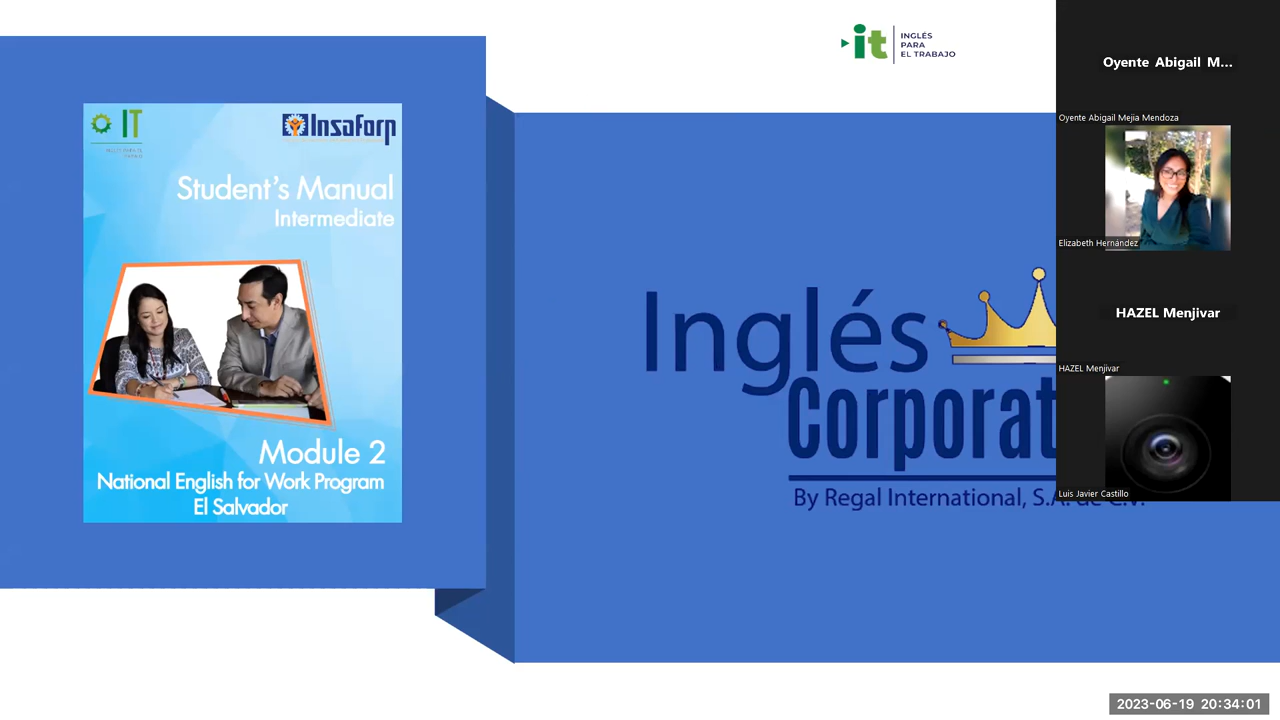 it
INGLÉS
PARA
EL TRABAJO
IT
Insaforp
Student's Manual
Intermediate
Module 2
National English for Work Program
El Salvador
Inglés
Corporat
By Regal International, S.A. de C.V.
Oyente Abigail M...
Oyente Abigail Mejia Mendoza
Elizabeth Hernández
HAZEL Menjivar
HAZEL Menjivar
Luis Javier Castillo
2023-06-19 20:34:01